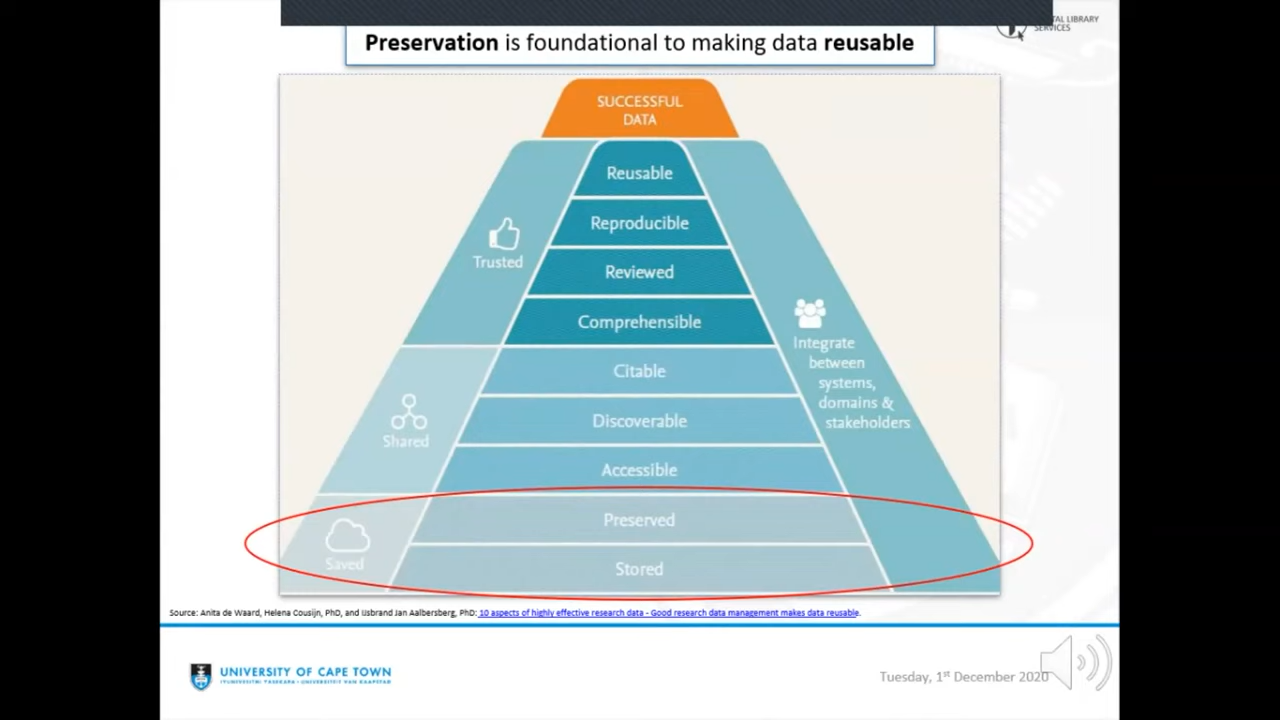 TAL LIBRARY
SERVICES
Preservation is foundational to making data reusable
SUCCESSFUL
DATA
Reusable
Reproducible
Reviewed
Comprehensible
Citable
Discoverable
Accessible
Preserved
Stored
Trusted
Shared
Saved
Integrate
between
systems,
domains &
stakeholders
Source: Anita de Waard, Helena Cousijn, PhD, and IJsbrand Jan Aalbersberg, PhD: 10 aspects of highly effective research data - Good research data management makes data reusable.
UNIVERSITY OF CAPE TOWN
Tuesday, 1st December 2020